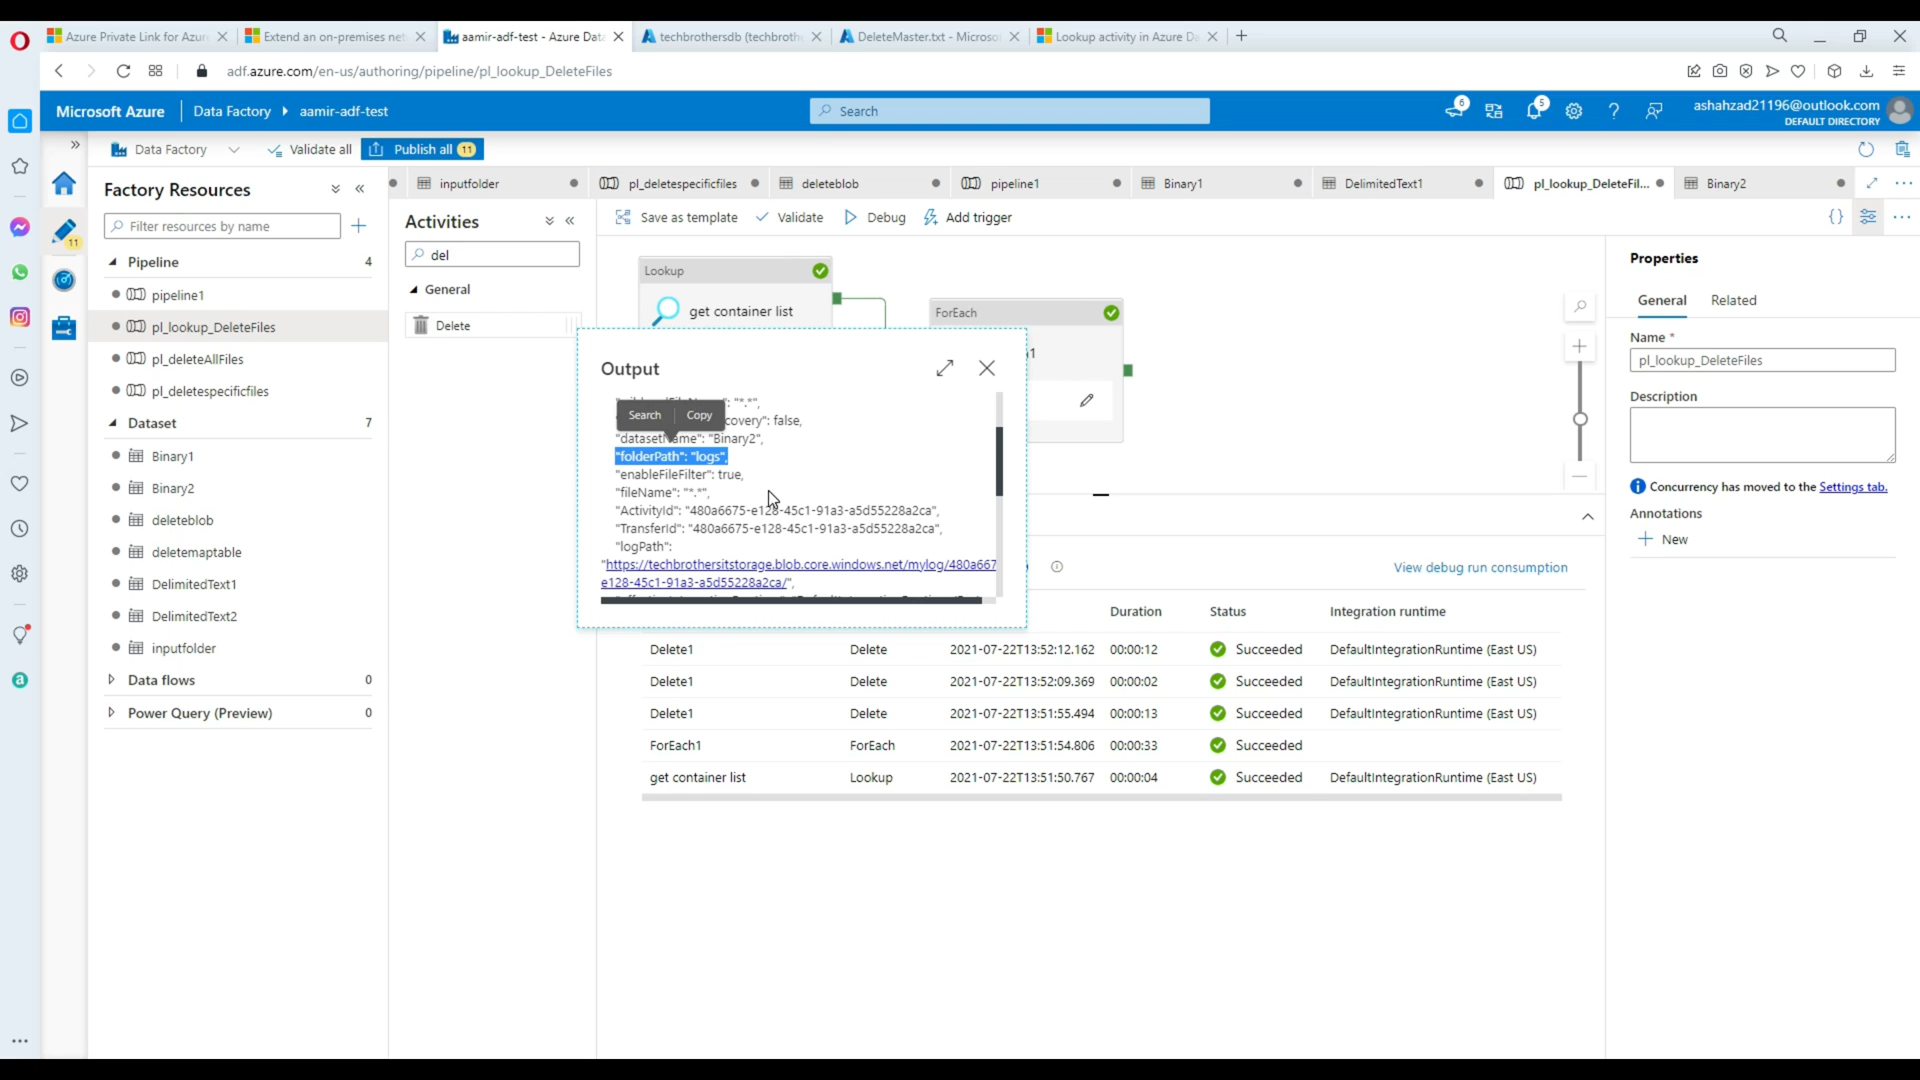 Azure Private Link for Azur
Extend an on-premises net
aamir-adf-test - Azure Data
techbrothersdb (techbroth
DeleteMaster.txt - Microsof
Lookup activity in Azure Da
adf.azure.com/en-us/authoring/pipeline/pl_lookup_DeleteFiles
Microsoft Azure
Data Factory
aamir-adf-test
Search
6
5
ashahzad21196@outlook.com
DEFAULT DIRECTORY
Data Factory
Validate all
Publish all 11
Factory Resources
Filter resources by name
11
Pipeline 4
pipeline1
pl_lookup_DeleteFiles
pl_deleteAllFiles
pl_deletespecificfiles
Dataset 7
Binary1
Binary2
deleteblob
deletemaptable
DelimitedText1
DelimitedText2
inputfolder
Data flows 0
Power Query (Preview) 0
inputfolder
pl_deletespecificfiles
deleteblob
pipeline1
Binary1
DelimitedText1
pl_lookup_DeleteFil...
Binary2
Activities
del
General
Delete
Save as template
Validate
Debug
Add trigger
Lookup
get container list
ForEach
Output
Search
Copy
"*.*",
covery": false,
"datasetName": "Binary2",
"folderPath": "logs",
"enableFileFilter": true,
"fileName": "*.*",
"ActivityId": "480a6675-e128-45c1-91a3-a5d55228a2ca",
"TransferId": "480a6675-e128-45c1-91a3-a5d55228a2ca",
"logPath":
"https://techbrothersitstorage.blob.core.windows.net/mylog/480a667
e128-45c1-91a3-a5d55228a2ca/",
View debug run consumption
Duration Status Integration runtime
Delete1 Delete 2021-07-22T13:52:12.162 00:00:12 Succeeded DefaultIntegrationRuntime (East US)
Delete1 Delete 2021-07-22T13:52:09.369 00:00:02 Succeeded DefaultIntegrationRuntime (East US)
Delete1 Delete 2021-07-22T13:51:55.494 00:00:13 Succeeded DefaultIntegrationRuntime (East US)
ForEach1 ForEach 2021-07-22T13:51:54.806 00:00:33 Succeeded
get container list Lookup 2021-07-22T13:51:50.767 00:00:04 Succeeded DefaultIntegrationRuntime (East US)
Properties
General
Related
Name *
pl_lookup_DeleteFiles
Description
Concurrency has moved to the Settings tab.
Annotations
New